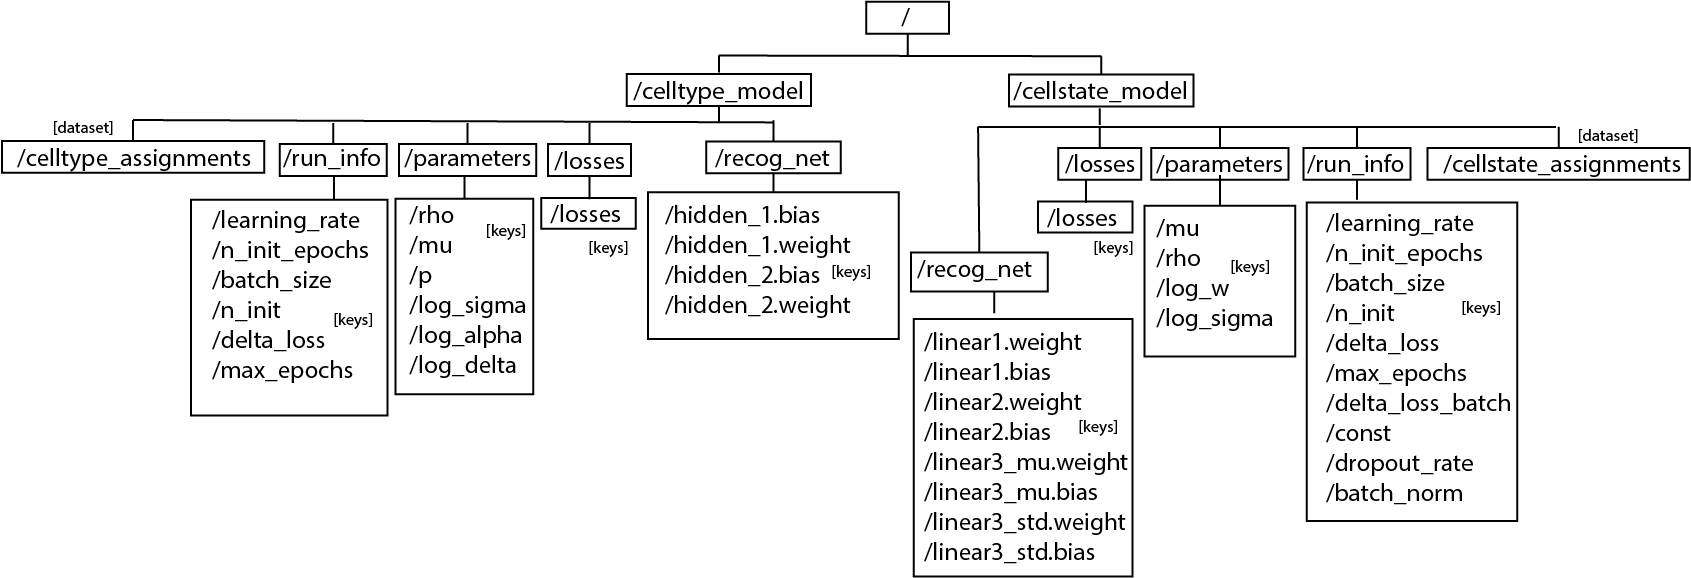 /
/celltype_model
/cellstate_model
[dataset]
/celltype_assignments
/run_info
/learning_rate
/n_init_epochs
/batch_size
/n_init
[keys]
/delta_loss
/max_epochs
/parameters
/rho
/mu
[keys]
/p
/log_sigma
/log_alpha
/log_delta
/losses
/losses
[keys]
/recog_net
/hidden_1.bias
/hidden_1.weight
/hidden_2.bias [keys]
/hidden_2.weight
/recog_net
/linear1.weight
/linear1.bias
/linear2.weight
/linear2.bias [keys]
/linear3_mu.weight
/linear3_mu.bias
/linear3_std.weight
/linear3_std.bias
/losses
/losses
[keys]
/parameters
/mu
/rho
[keys]
/log_w
/log_sigma
/run_info
/learning_rate
/n_init_epochs
/batch_size
/n_init [keys]
/delta_loss
/max_epochs
/delta_loss_batch
/const
/dropout_rate
/batch_norm
[dataset]
/cellstate_assignments